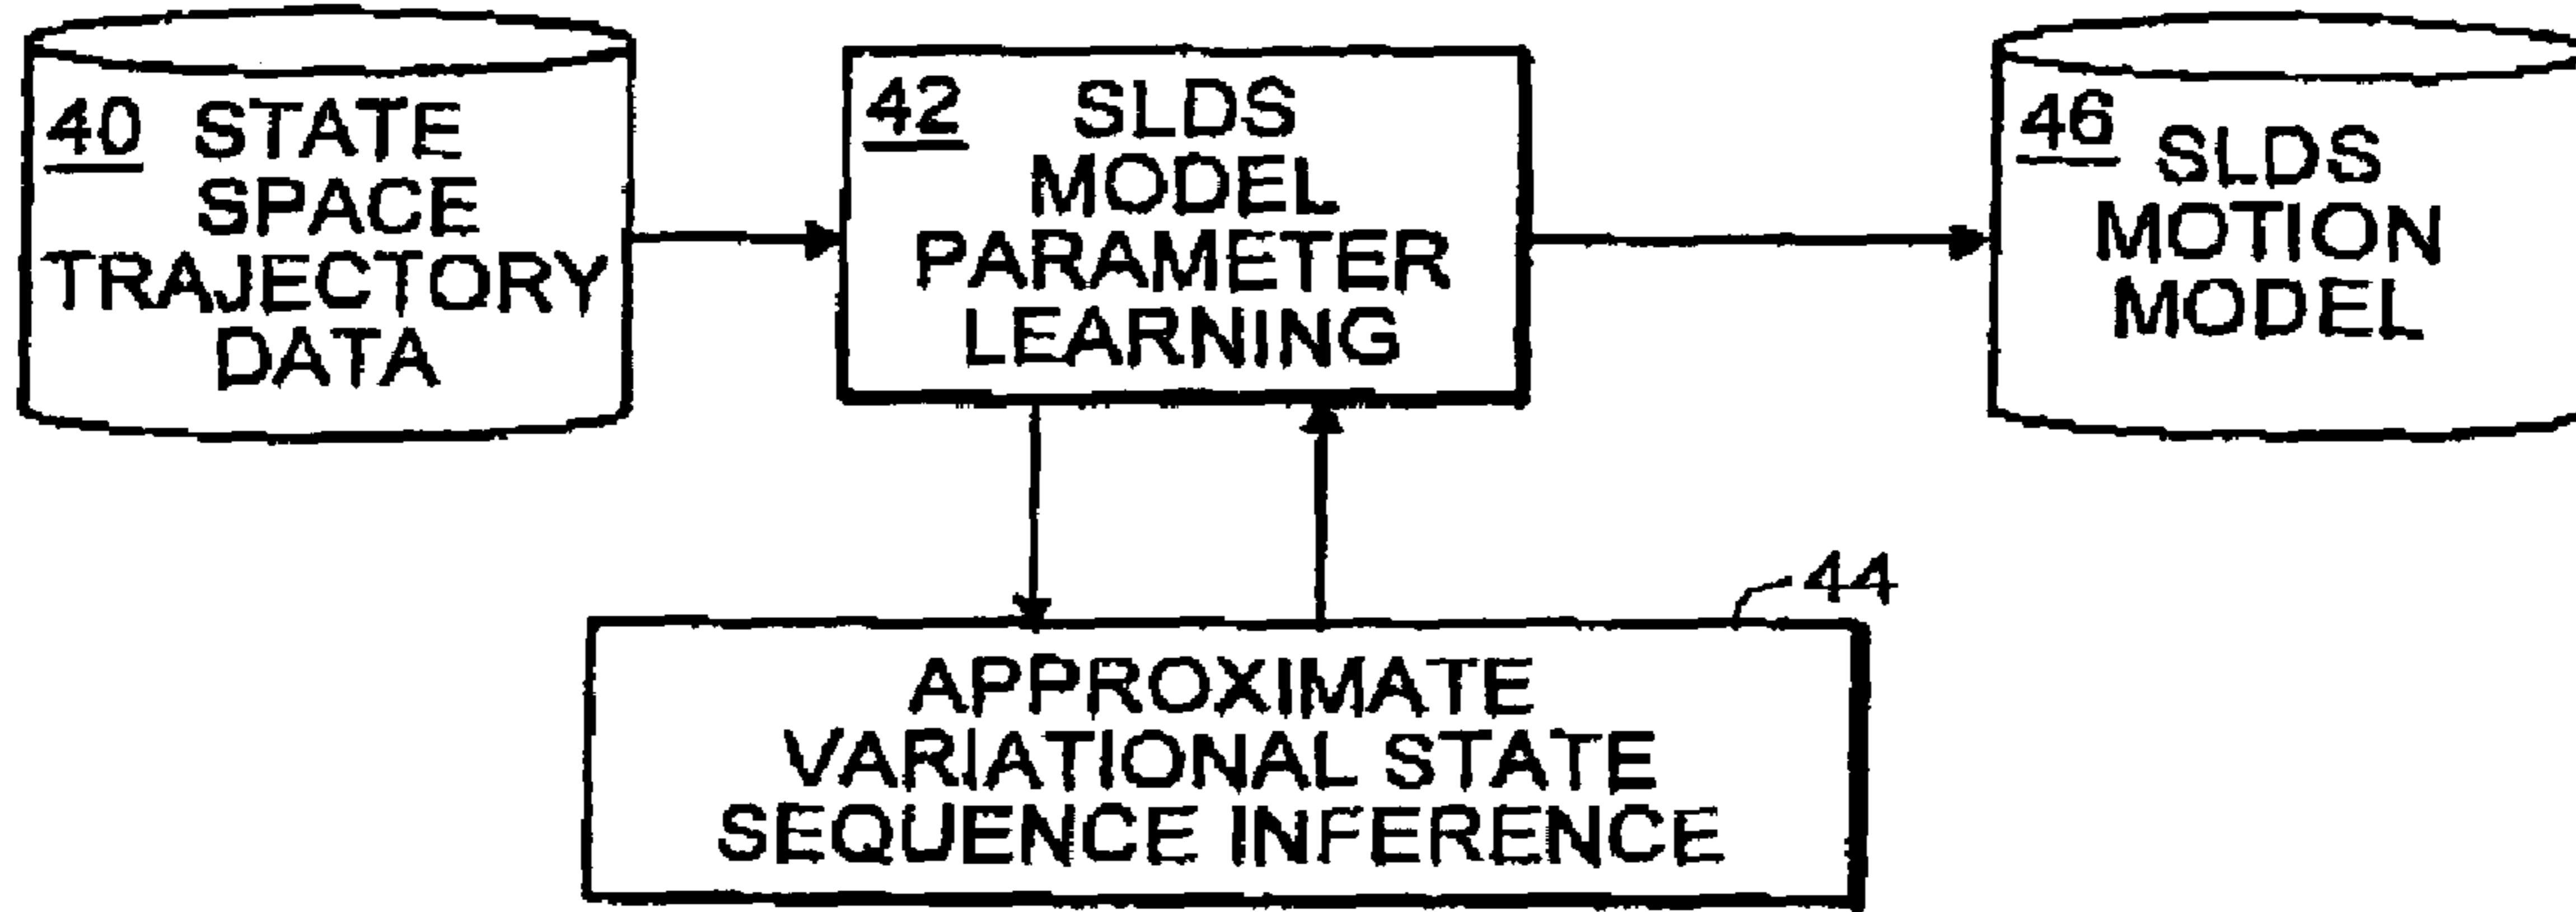 40 STATE
SPACE
TRAJECTORY
DATA
42 SLDS
MODEL
PARAMETER
LEARNING
46 SLDS
MOTION
MODEL
44
APPROXIMATE
VARIATIONAL STATE
SEQUENCE INFERENCE